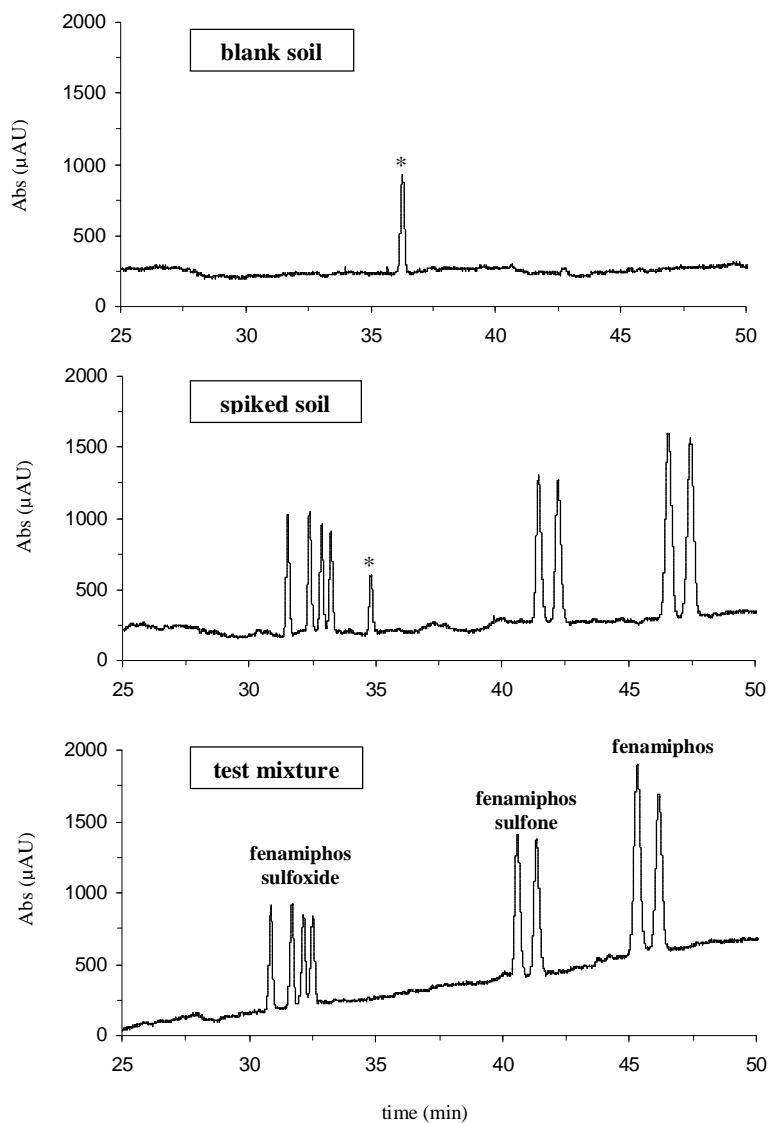 2000
blank soil
1500
Abs (µAU)
*
1000
500
0
25 30 35 40 45 50
2000
spiked soil
1500
Abs (µAU)
1000
*
500
0
25 30 35 40 45 50
2000
test mixture
fenamiphos
fenamiphos
sulfone
1500
Abs (µAU)
fenamiphos
sulfoxide
1000
500
0
25 30 35 40 45 50
time (min)